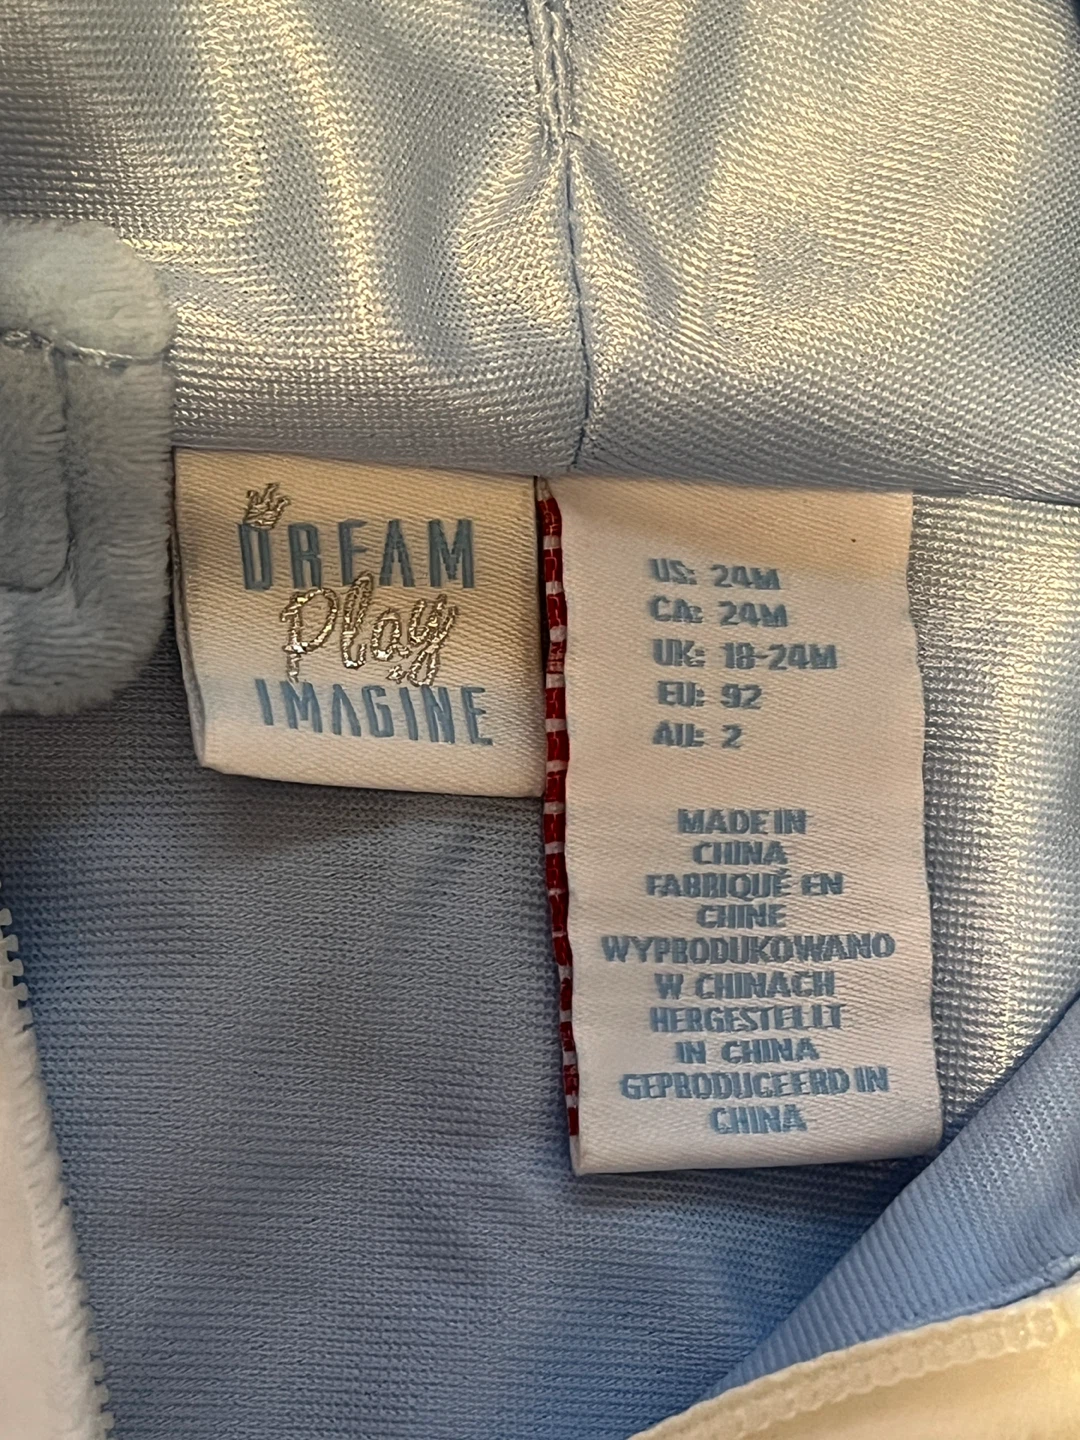 DREAM
Play
IMAGINE
US: 24M
CA: 24M
UK: 18-24M
EU: 92
AU: 2
MADE IN
CHINA
FABRIQUÉ EN
CHINE
WYPRODUKOWANO
W CHINACH
HERGESTELLT
IN CHINA
GEPRODUCEERD IN
CHINA